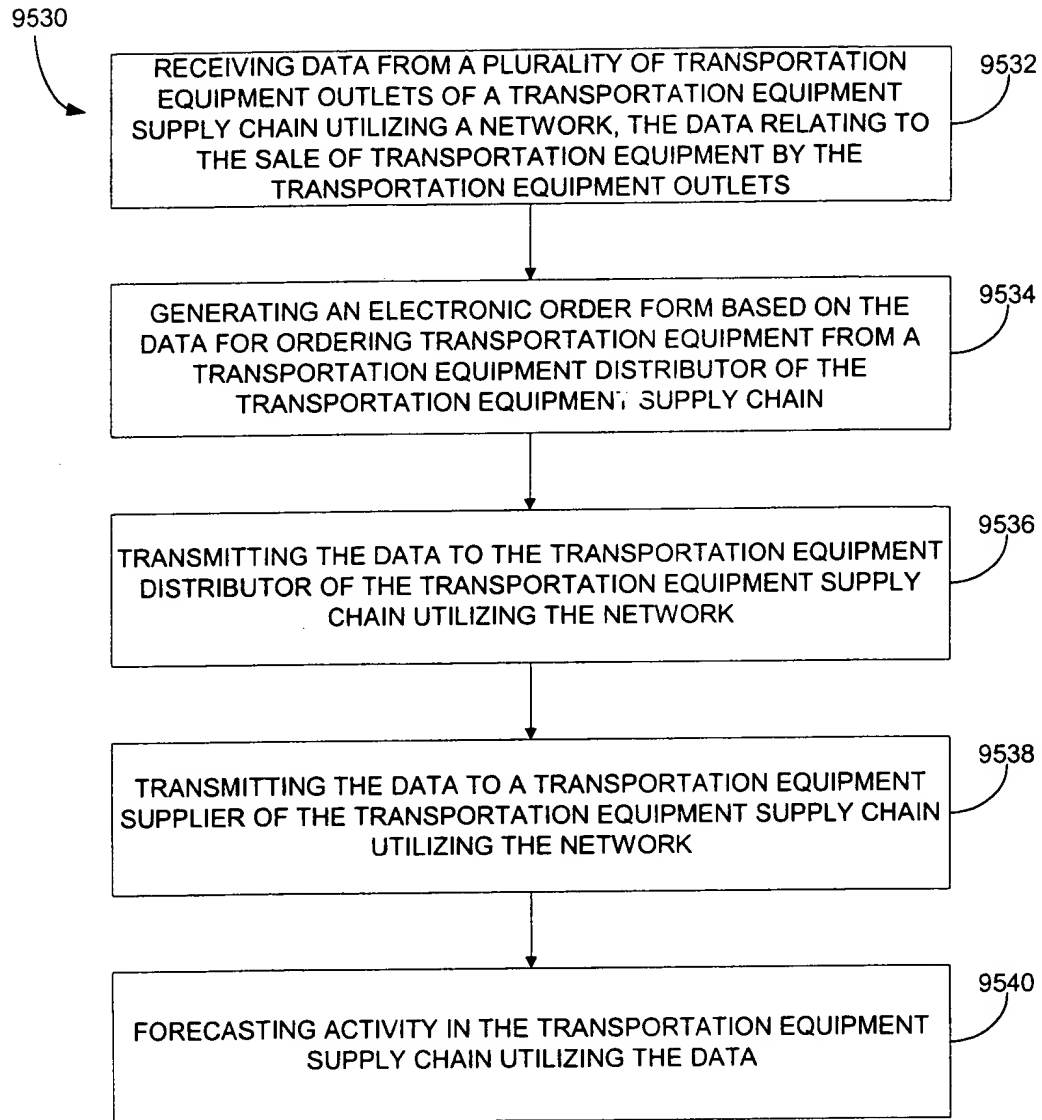 9530
RECEIVING DATA FROM A PLURALITY OF TRANSPORTATION
EQUIPMENT OUTLETS OF A TRANSPORTATION EQUIPMENT
SUPPLY CHAIN UTILIZING A NETWORK, THE DATA RELATING TO
THE SALE OF TRANSPORTATION EQUIPMENT BY THE
TRANSPORTATION EQUIPMENT OUTLETS
9532
GENERATING AN ELECTRONIC ORDER FORM BASED ON THE
DATA FOR ORDERING TRANSPORTATION EQUIPMENT FROM A
TRANSPORTATION EQUIPMENT DISTRIBUTOR OF THE
TRANSPORTATION EQUIPMENT SUPPLY CHAIN
9534
TRANSMITTING THE DATA TO THE TRANSPORTATION EQUIPMENT
DISTRIBUTOR OF THE TRANSPORTATION EQUIPMENT SUPPLY
CHAIN UTILIZING THE NETWORK
9536
TRANSMITTING THE DATA TO A TRANSPORTATION EQUIPMENT
SUPPLIER OF THE TRANSPORTATION EQUIPMENT SUPPLY CHAIN
UTILIZING THE NETWORK
9538
FORECASTING ACTIVITY IN THE TRANSPORTATION EQUIPMENT
SUPPLY CHAIN UTILIZING THE DATA
9540